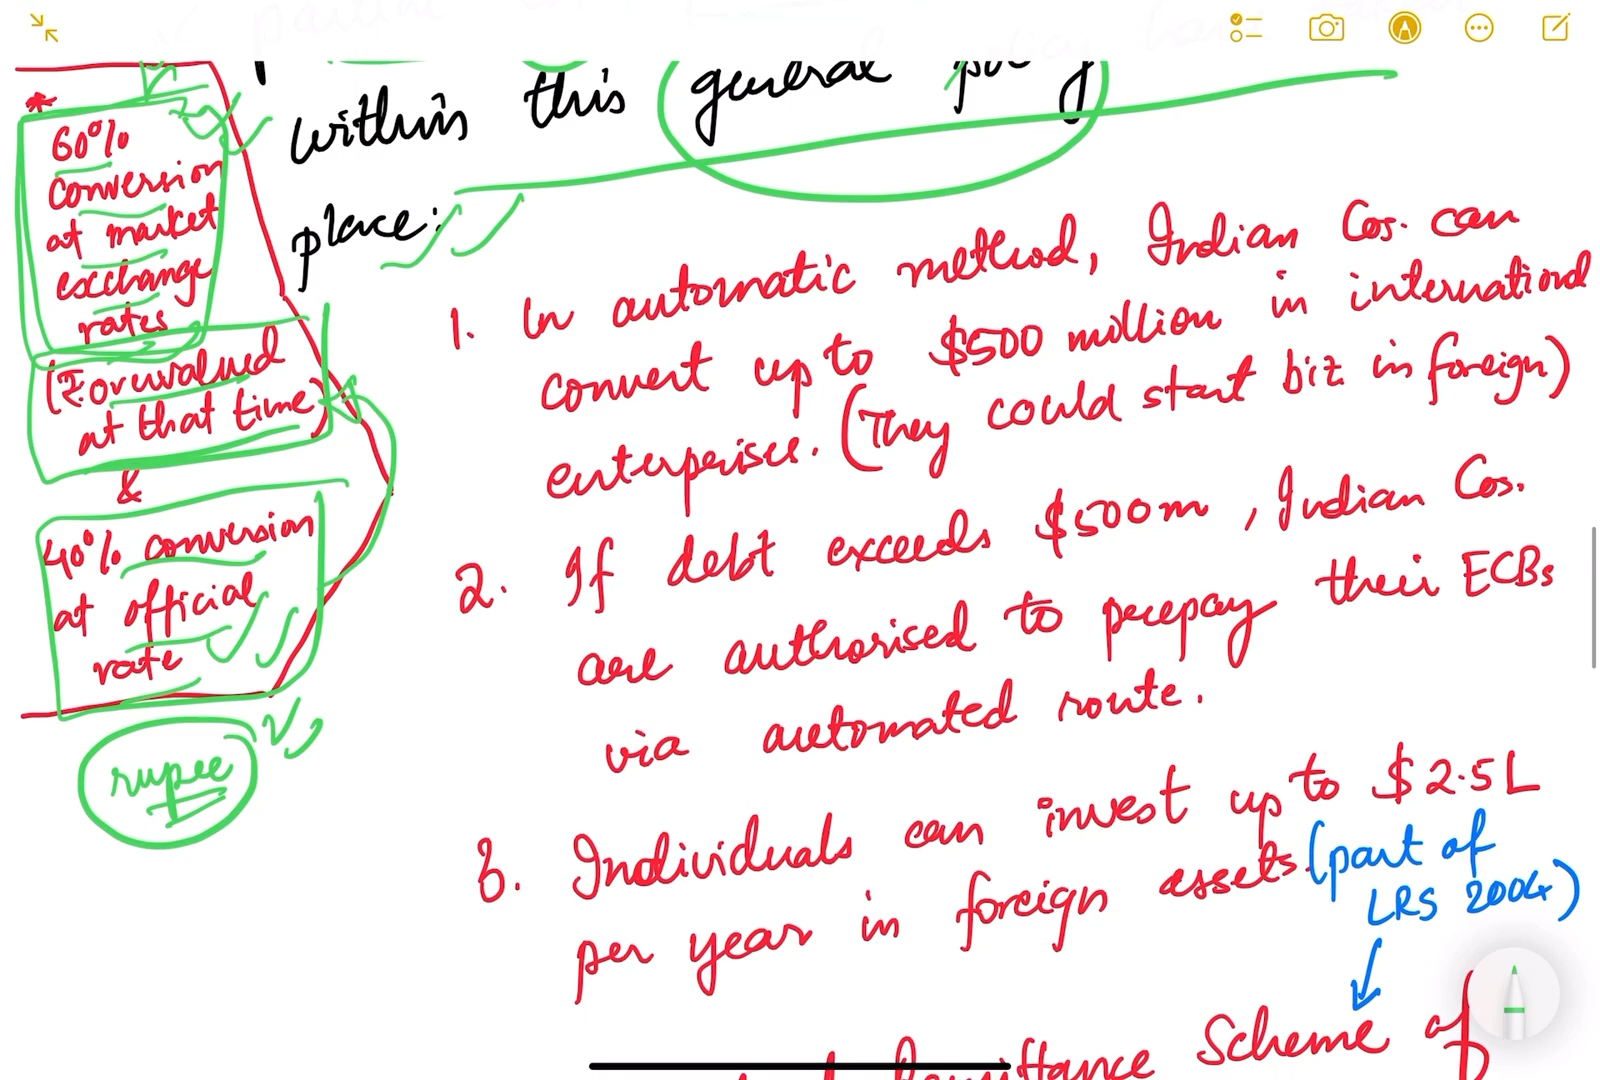 within this general policy
place:
*
60%
conversion
at market
exchange
rates
(₹ overvalued
at that time)
&
40% conversion
at official
rate
rupee
1. In automatic method, Indian Cos. can
convert up to $500 million in international
enterprises. (They could start biz in foreign)
2. If debt exceeds $500m, Indian Cos.
are authorised to prepay their ECBs
via automated route.
3. Individuals can invest up to $2.5L
per year in foreign assets. (part of
LRS 2004)
Remittance Scheme of